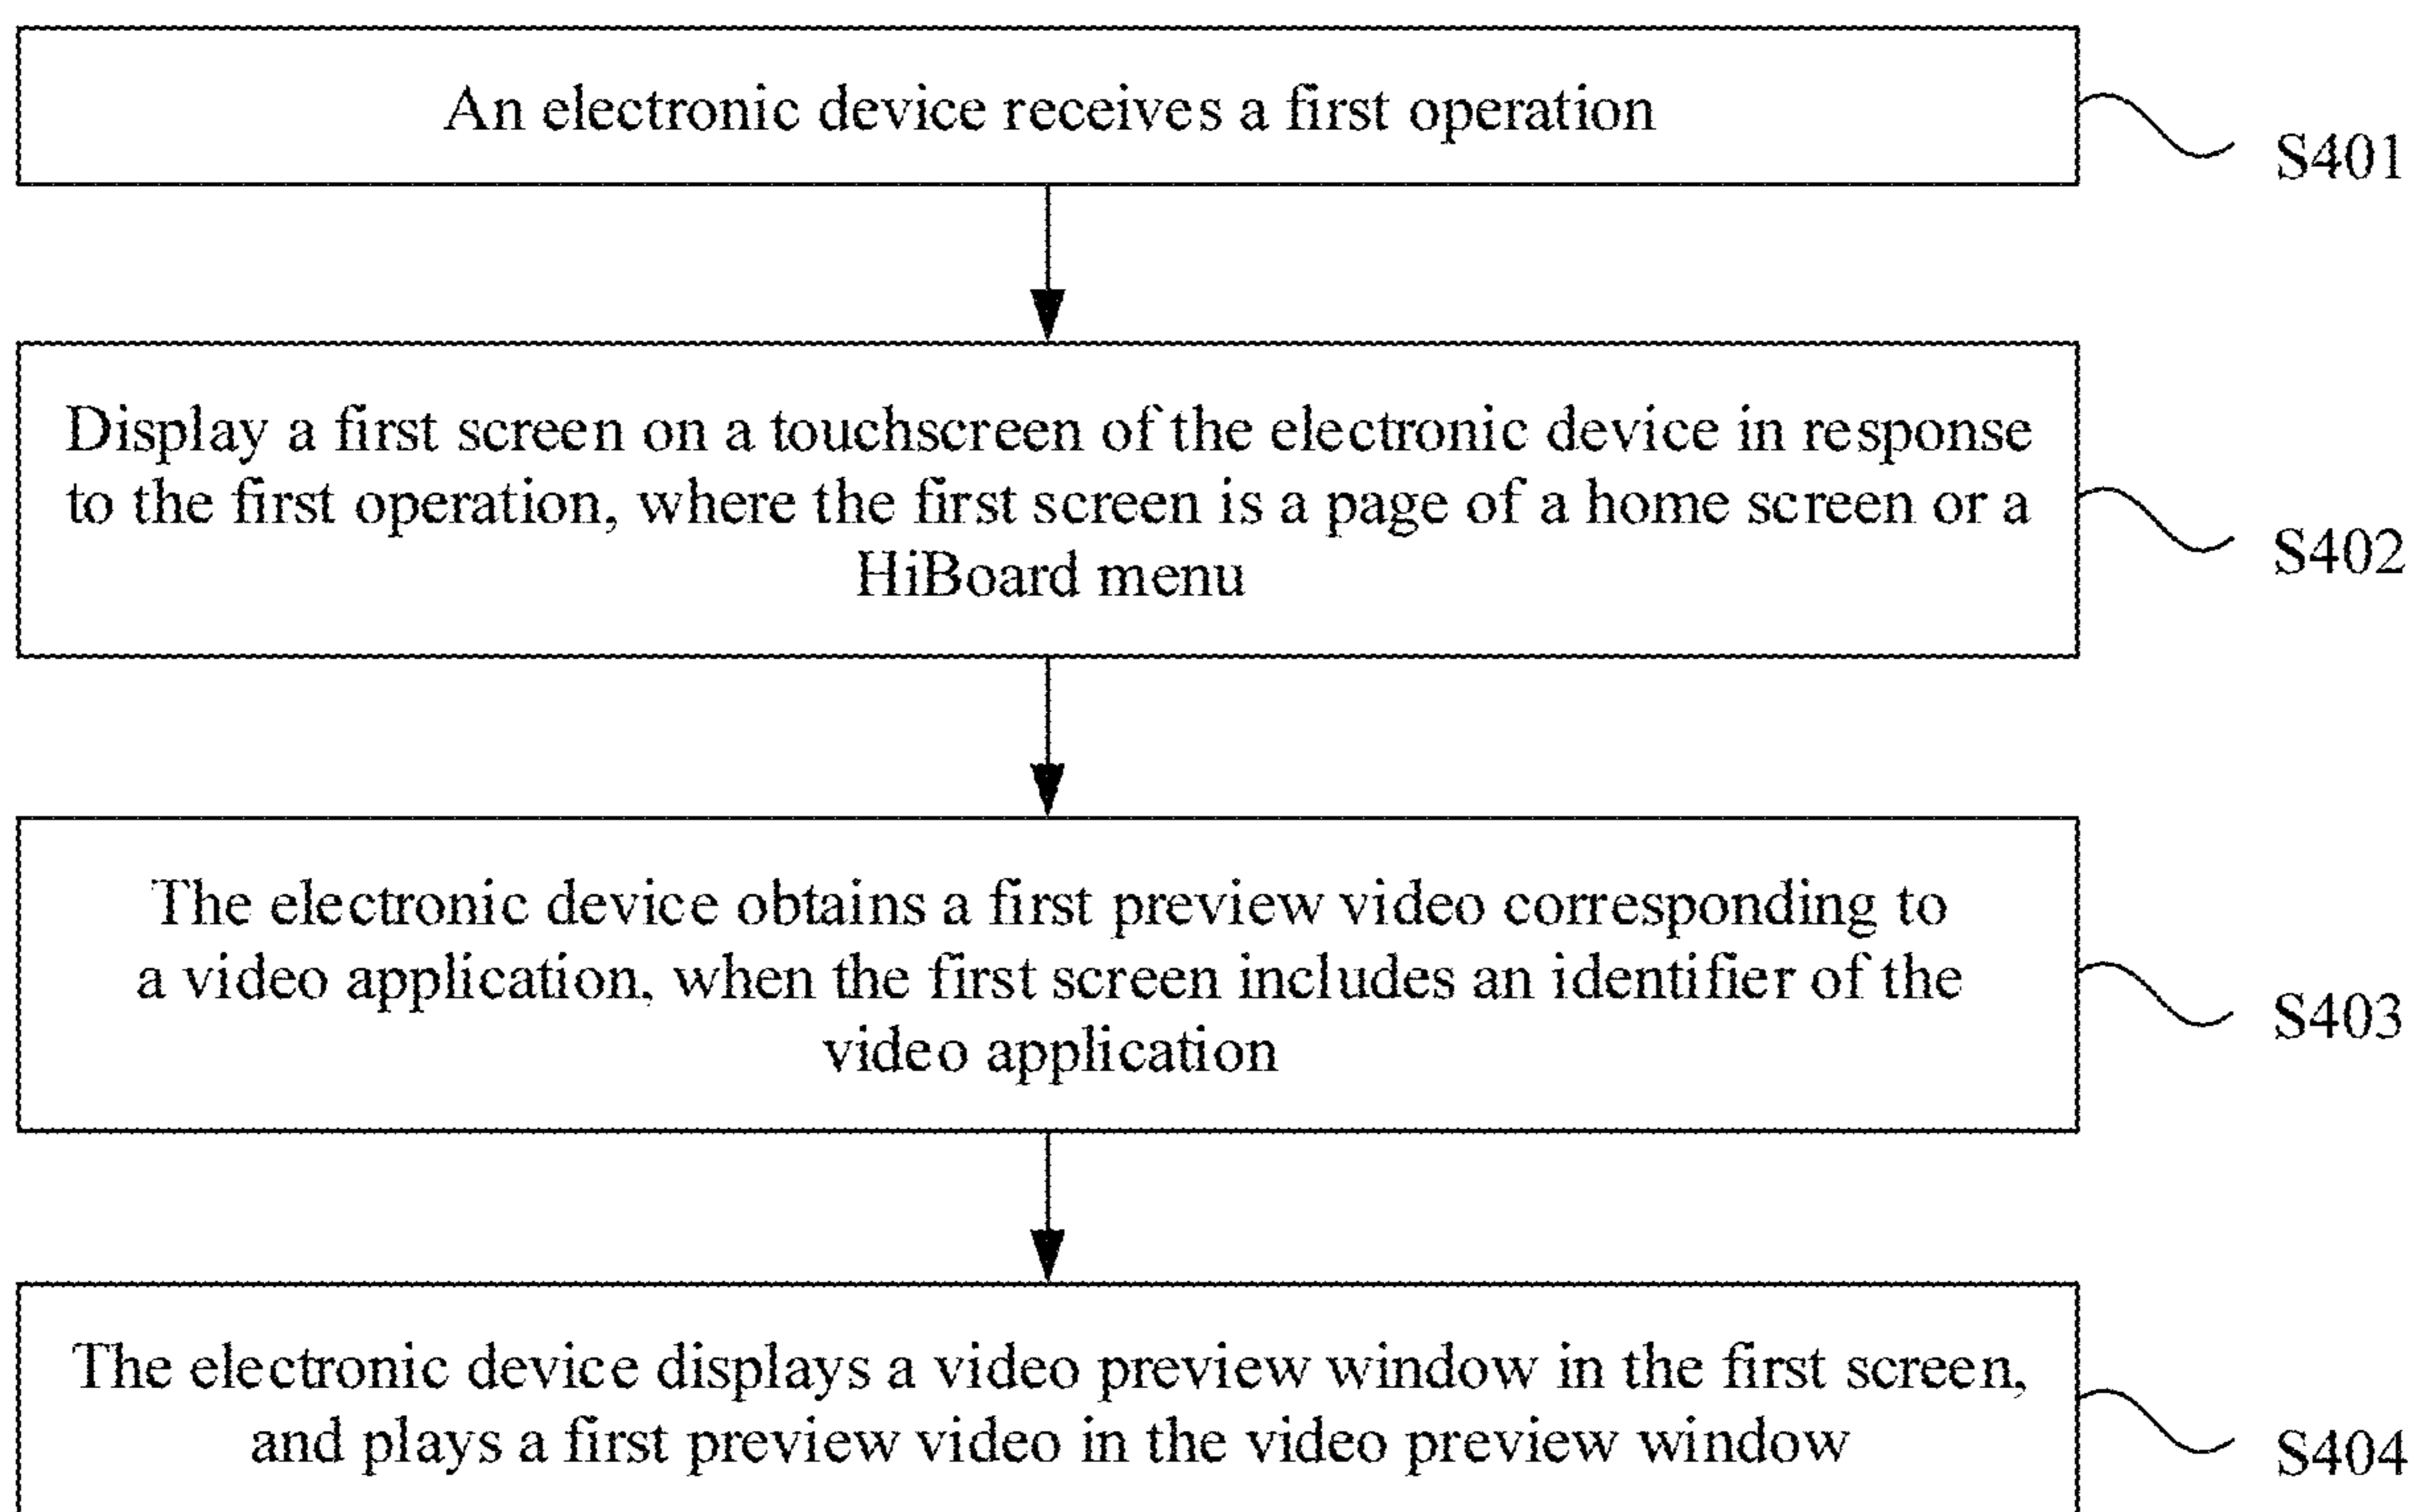 An electronic device receives a first operation
S401
Display a first screen on a touchscreen of the electronic device in response
to the first operation, where the first screen is a page of a home screen or a
HiBoard menu
S402
The electronic device obtains a first preview video corresponding to
a video application, when the first screen includes an identifier of the
video application
S403
The electronic device displays a video preview window in the first screen,
and plays a first preview video in the video preview window
S404